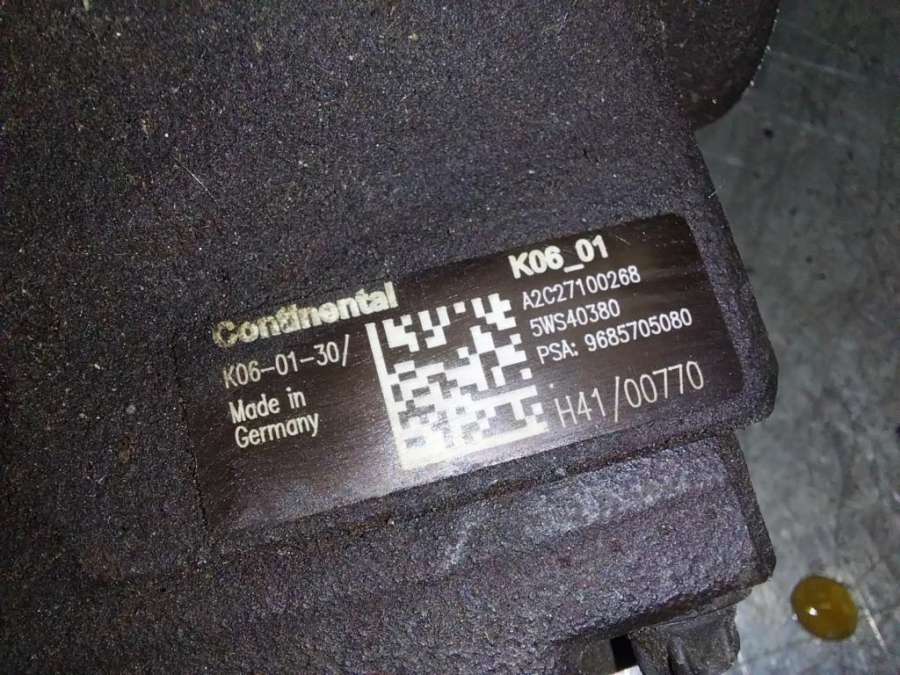 Continental
K06-01-30/
Made in
Germany
K06_01
A2C27100268
5WS40380
PSA: 9685705080
H41/00770